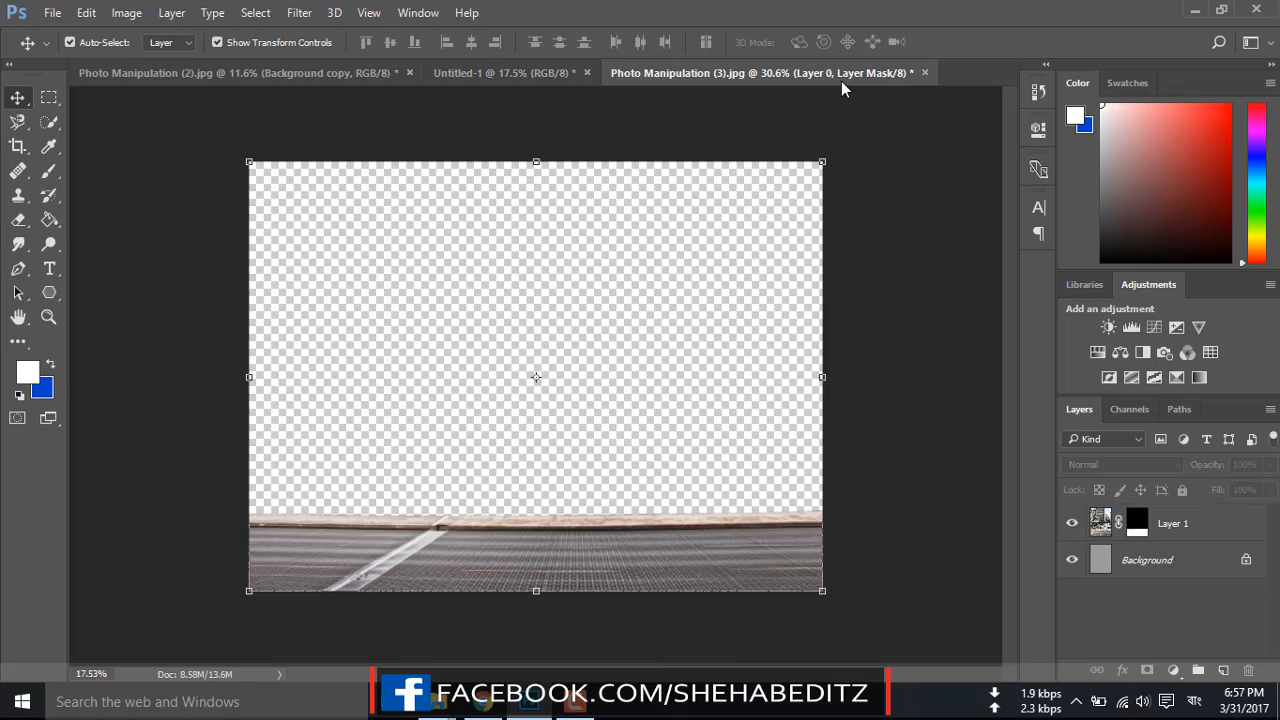 Ps File Edit Image Layer Type Select Filter 3D View Window Help
Auto-Select: Layer Show Transform Controls 3D Mode:
Photo Manipulation (2).jpg @ 11.6% (Background copy, RGB/8) * × Untitled-1 @ 17.5% (RGB/8) * × Photo Manipulation (3).jpg @ 30.6% (Layer 0, Layer Mask/8) * ×
Color Swatches
Libraries Adjustments
Add an adjustment
Layers Channels Paths
Kind
Normal Opacity: 100%
Lock: Fill: 100%
Layer 1
Background
17.53% Doc: 8.58M/13.6M
Search the web and Windows
FACEBOOK.COM/SHEHABEDITZ
1.9 kbps
2.3 kbps
বাং
6:57 PM
3/31/2017